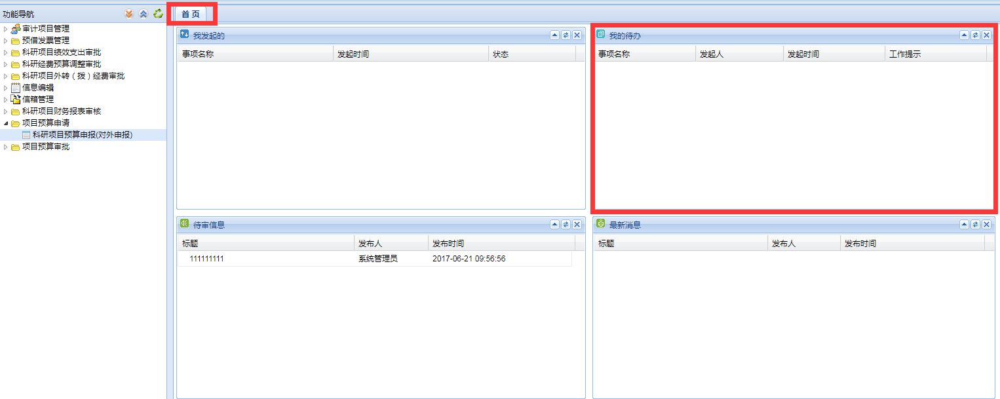 功能导航
审计项目管理
预借发票管理
科研项目绩效支出审批
科研经费预算调整审批
科研项目外转（拨）经费审批
信息编辑
信箱管理
科研项目财务报表审核
项目预算申请
科研项目预算申报(对外申报)
项目预算审批
首 页
我发起的
事项名称 发起时间 状态
我的待办
事项名称 发起人 发起时间 工作提示
待审信息
标题 发布人 发布时间
111111111 系统管理员 2017-06-21 09:56:56
最新消息
标题 发布人 发布时间